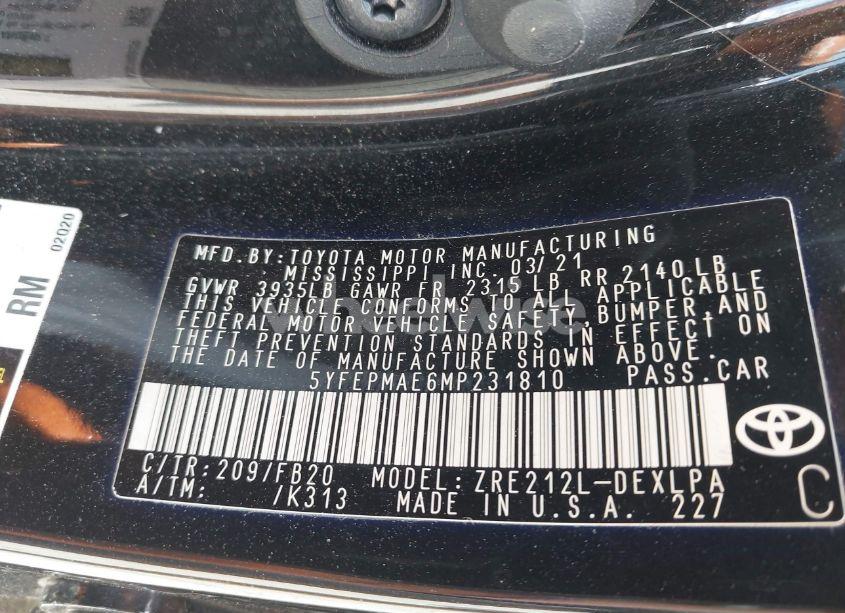 MFD.BY:TOYOTA MOTOR MANUFACTURING
MISSISSIPPI INC. 03/21
GVWR 3935LB GAWR FR 2315 LB RR 2140 LB
THIS VEHICLE CONFORMS TO ALL APPLICABLE
FEDERAL MOTOR VEHICLE SAFETY,BUMPER,AND
THEFT PREVENTION STANDARDS IN EFFECT ON
THE DATE OF MANUFACTURE SHOWN ABOVE.
5YFEPMAE6MP231810 PASS.CAR
C/TR:209/FB20 MODEL:ZRE212L-DEXLPA
A/TM: /K313 MADE IN U.S.A. 227
C
RM
02020